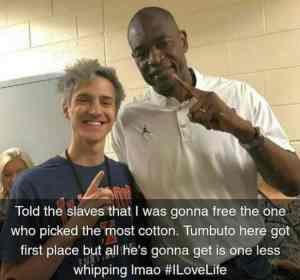 Told the slaves that I was gonna free the one
who picked the most cotton. Tumbuto here got
first place but all he's gonna get is one less
whipping lmao #ILoveLife